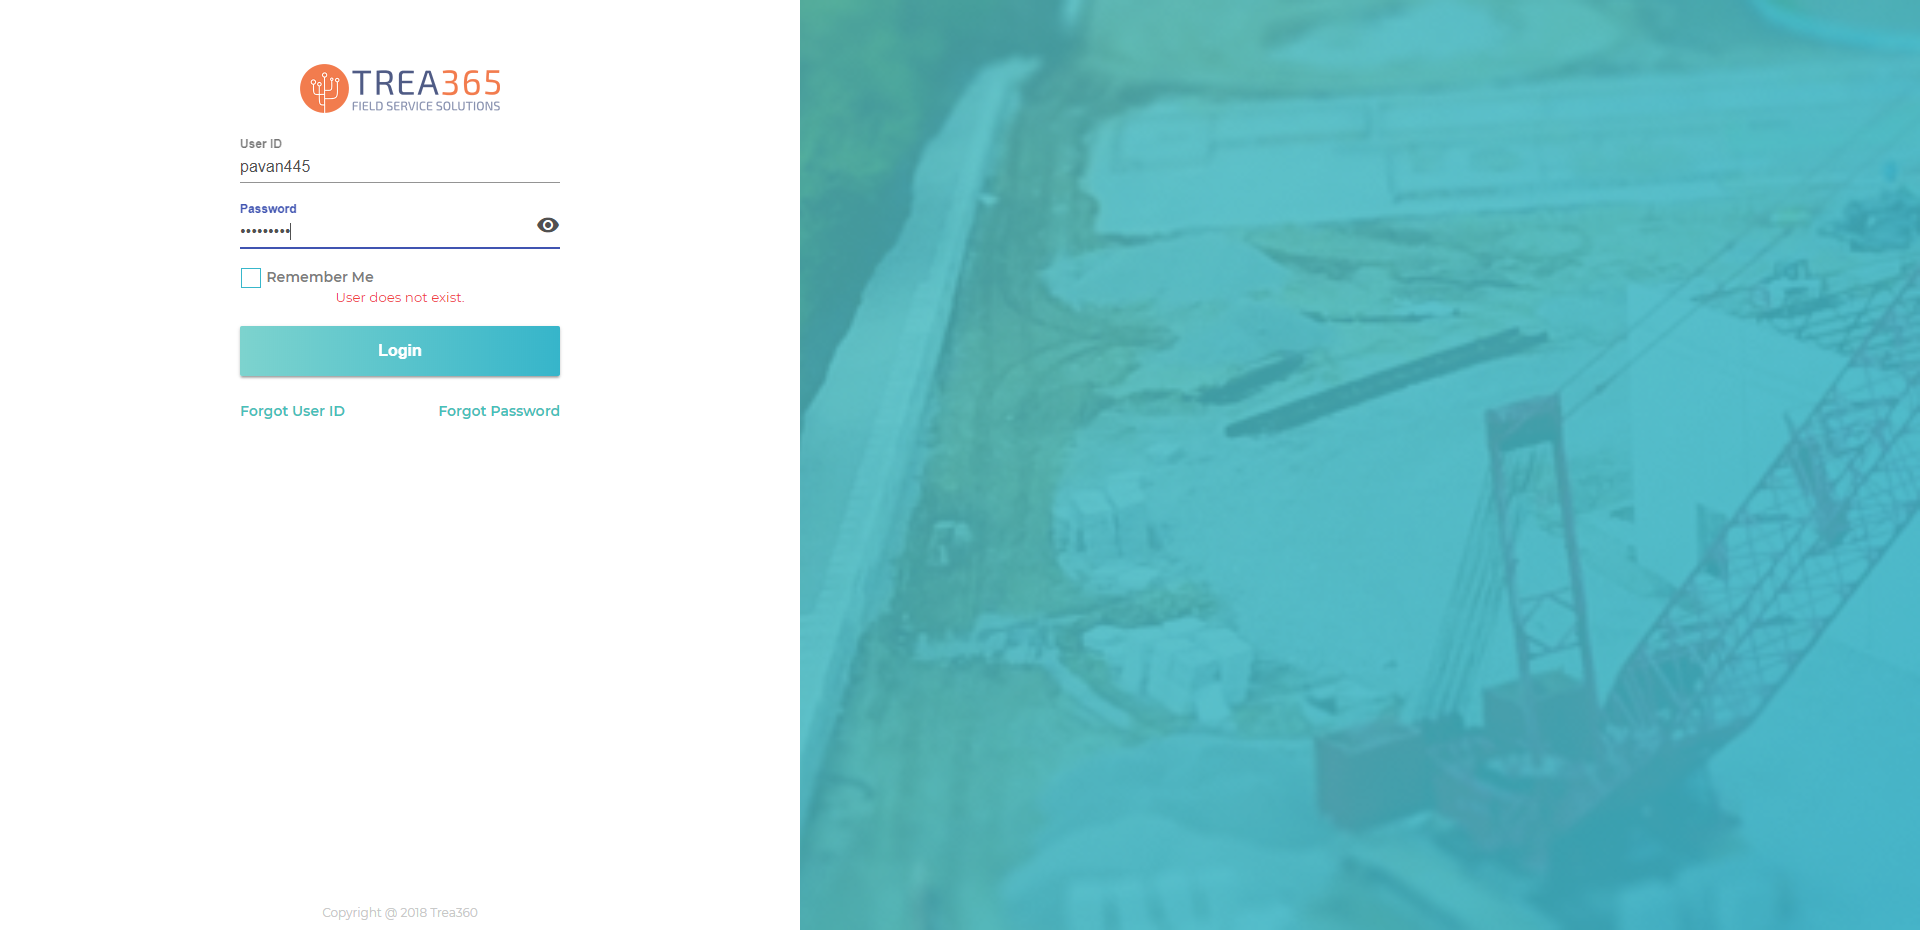 TREA365
FIELD SERVICE SOLUTIONS
User ID
pavan445
Password
•••••••••
Remember Me
User does not exist.
Login
Forgot User ID
Forgot Password
Copyright @ 2018 Trea360